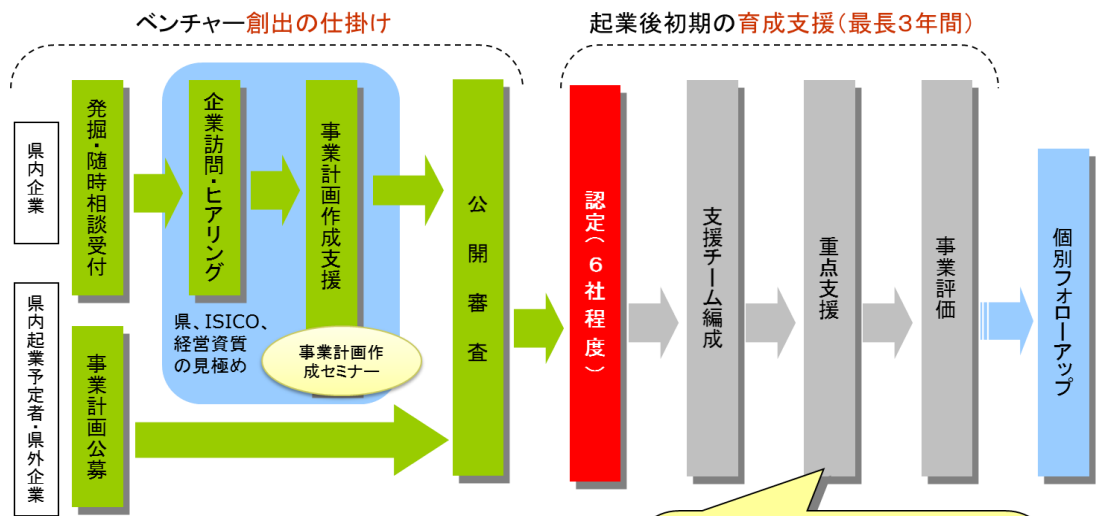 ベンチャー創出の仕掛け
起業後初期の育成支援(最長3年間)
県内企業
発掘・随時相談受付
企業訪問・ヒアリング
事業計画作成支援
県、ISICO、
経営資質
の見極め
事業計画作
成セミナー
県内起業予定者・県外企業
事業計画公募
公開審査
認定(6社程度)
支援チーム編成
重点支援
事業評価
個別フォローアップ